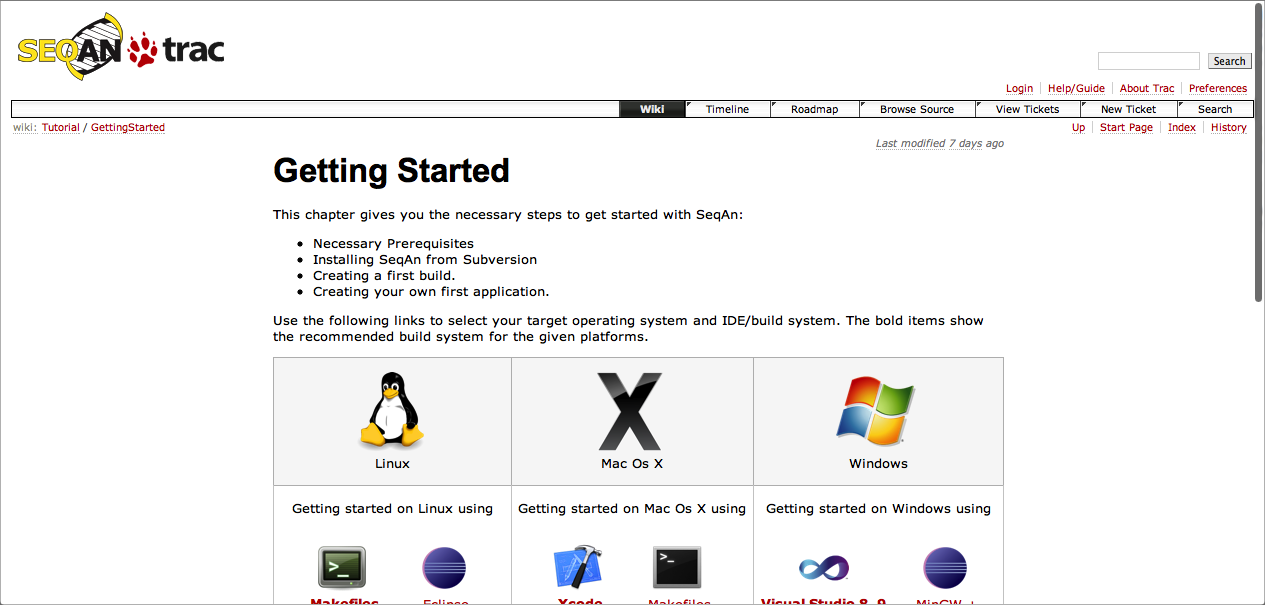 SEQAN trac
Search
Login Help/Guide About Trac Preferences
Wiki Timeline Roadmap Browse Source View Tickets New Ticket Search
wiki: Tutorial / GettingStarted Up Start Page Index History
Last modified 7 days ago
Getting Started
This chapter gives you the necessary steps to get started with SeqAn:
• Necessary Prerequisites
• Installing SeqAn from Subversion
• Creating a first build.
• Creating your own first application.
Use the following links to select your target operating system and IDE/build system. The bold items show
the recommended build system for the given platforms.
Linux Mac Os X Windows
Getting started on Linux using Getting started on Mac Os X using Getting started on Windows using
Makefiles Eclipse Xcode Makefiles Visual Studio 8, 9, MinGW +